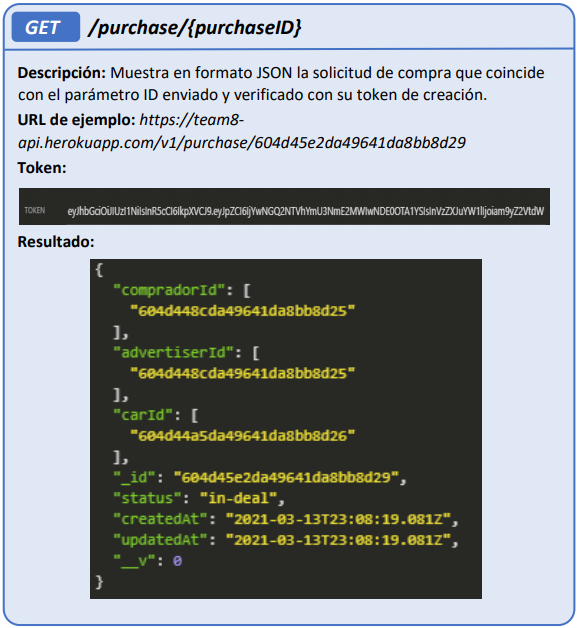 GET /purchase/{purchaseID}
Descripción: Muestra en formato JSON la solicitud de compra que coincide
con el parámetro ID enviado y verificado con su token de creación.
URL de ejemplo: https://team8-
api.herokuapp.com/v1/purchase/604d45e2da49641da8bb8d29
Token:
TOKEN eyJhbGciOiJIUzI1NiIsInR5cCI6IkpXVCJ9.eyJpZCI6IjYwNGQ2NTVhYmU3NmE2MWIwNDE0OTA1YSIsInVzZXJuYW1lIjoiam9yZ2VtdW
Resultado:
{
"compradorId": [
"604d448cda49641da8bb8d25"
],
"advertiserId": [
"604d448cda49641da8bb8d25"
],
"carId": [
"604d44a5da49641da8bb8d26"
],
"_id": "604d45e2da49641da8bb8d29",
"status": "in-deal",
"createdAt": "2021-03-13T23:08:19.081Z",
"updatedAt": "2021-03-13T23:08:19.081Z",
"__v": 0
}